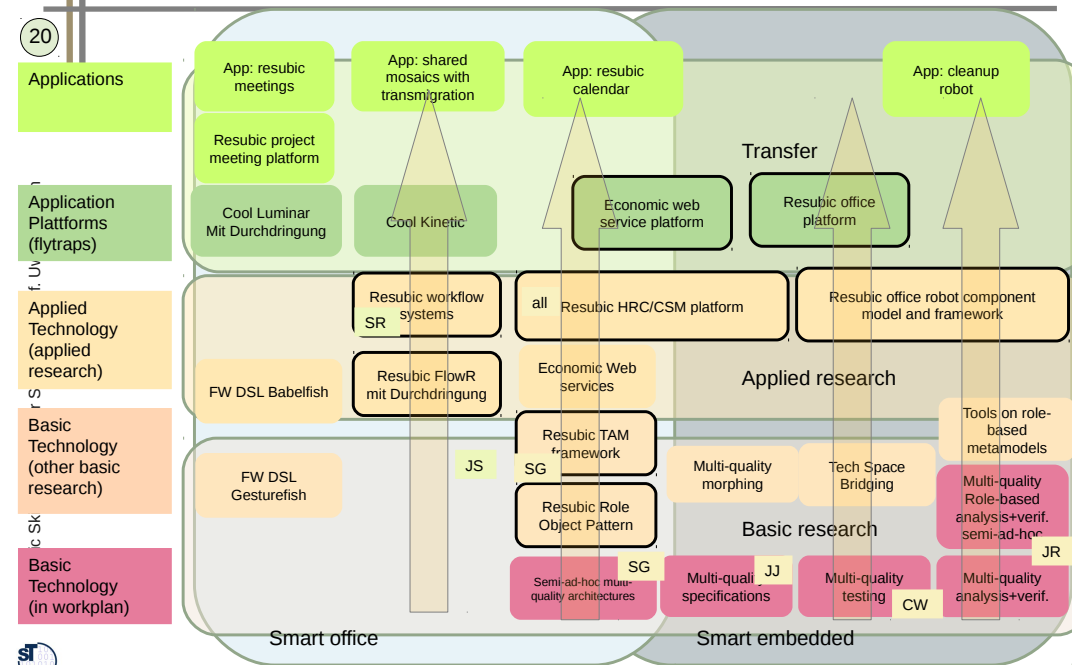 20
Applications
App: resubic
meetings
App: shared
mosaics with
transmigration
App: resubic
calendar
App: cleanup
robot
Resubic project
meeting platform
Transfer
Application
Plattforms
(flytraps)
Cool Luminar
Mit Durchdringung
Cool Kinetic
Economic web
service platform
Resubic office
platform
Applied
Technology
(applied
research)
Resubic workflow
systems
SR
all
Resubic HRC/CSM platform
Resubic office robot component
model and framework
FW DSL Babelfish
Resubic FlowR
mit Durchdringung
Economic Web
services
Applied research
Basic
Technology
(other basic
research)
Resubic TAM
framework
Tools on role-
based
metamodels
FW DSL
Gesturefish
JS
SG
Multi-quality
morphing
Tech Space
Bridging
Multi-quality
Role-based
analysis+verif.
semi-ad-hoc
Resubic Role
Object Pattern
Basic research
JR
Basic
Technology
(in workplan)
Semi-ad-hoc multi-
quality architectures
SG
Multi-quality
specifications
JJ
Multi-quality
testing
CW
Multi-quality
analysis+verif.
Smart office
Smart embedded
ST